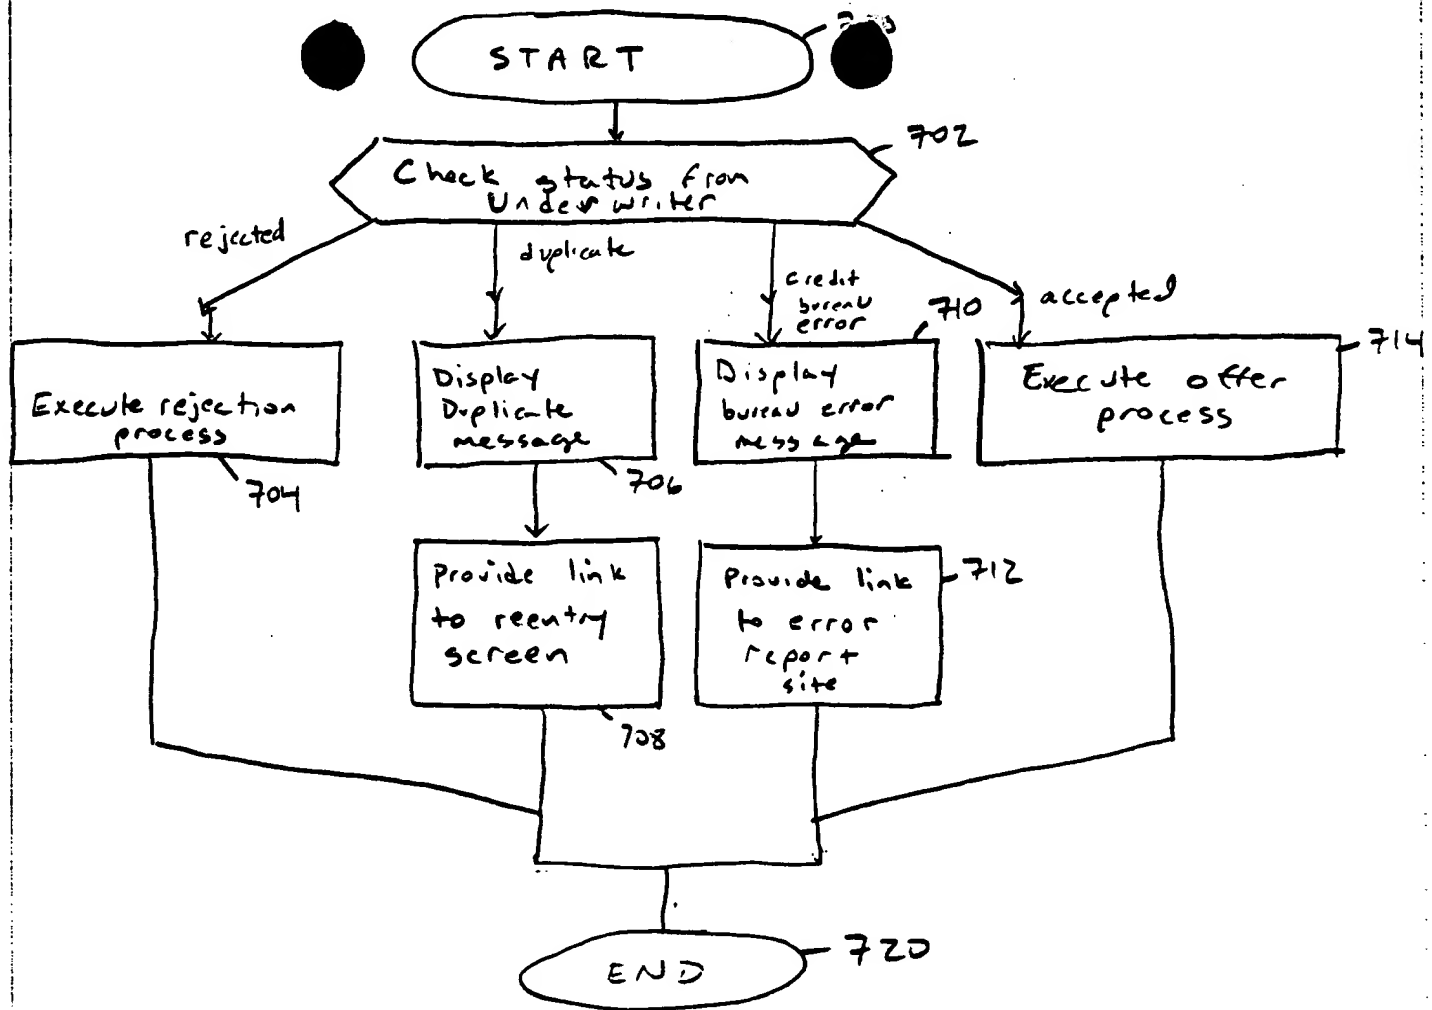 START
702
Check status from
Underwriter
rejected
duplicate
credit
bureau
error
accepted
710
714
Execute rejection
process
704
Display
Duplicate
message
706
Display
bureau error
message
Execute offer
process
Provide link
to reentry
screen
708
Provide link
to error
report
site
712
END
720